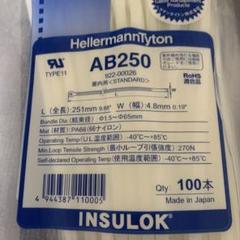 HellermannTyton
TYPE11
AB250
922-00026
屋内用<STANDARD>
RoHS
適合品
L (全長) : 251mm 9.88" W (幅) : 4.8mm 0.19"
Bundle Dia (結束径) : Φ1.5～Φ65mm
Mat (材質) : PA66 (66ナイロン)
Operating Temp (UL温度範囲) : -40℃～85℃
Min.Loop Tensile Strength (最小ループ引張強度) 270N
Self-declared Operating Temp (使用温度範囲) : -40℃～+85℃
Qty 100本
Made in Japan
4 944387 110005
INSULOK